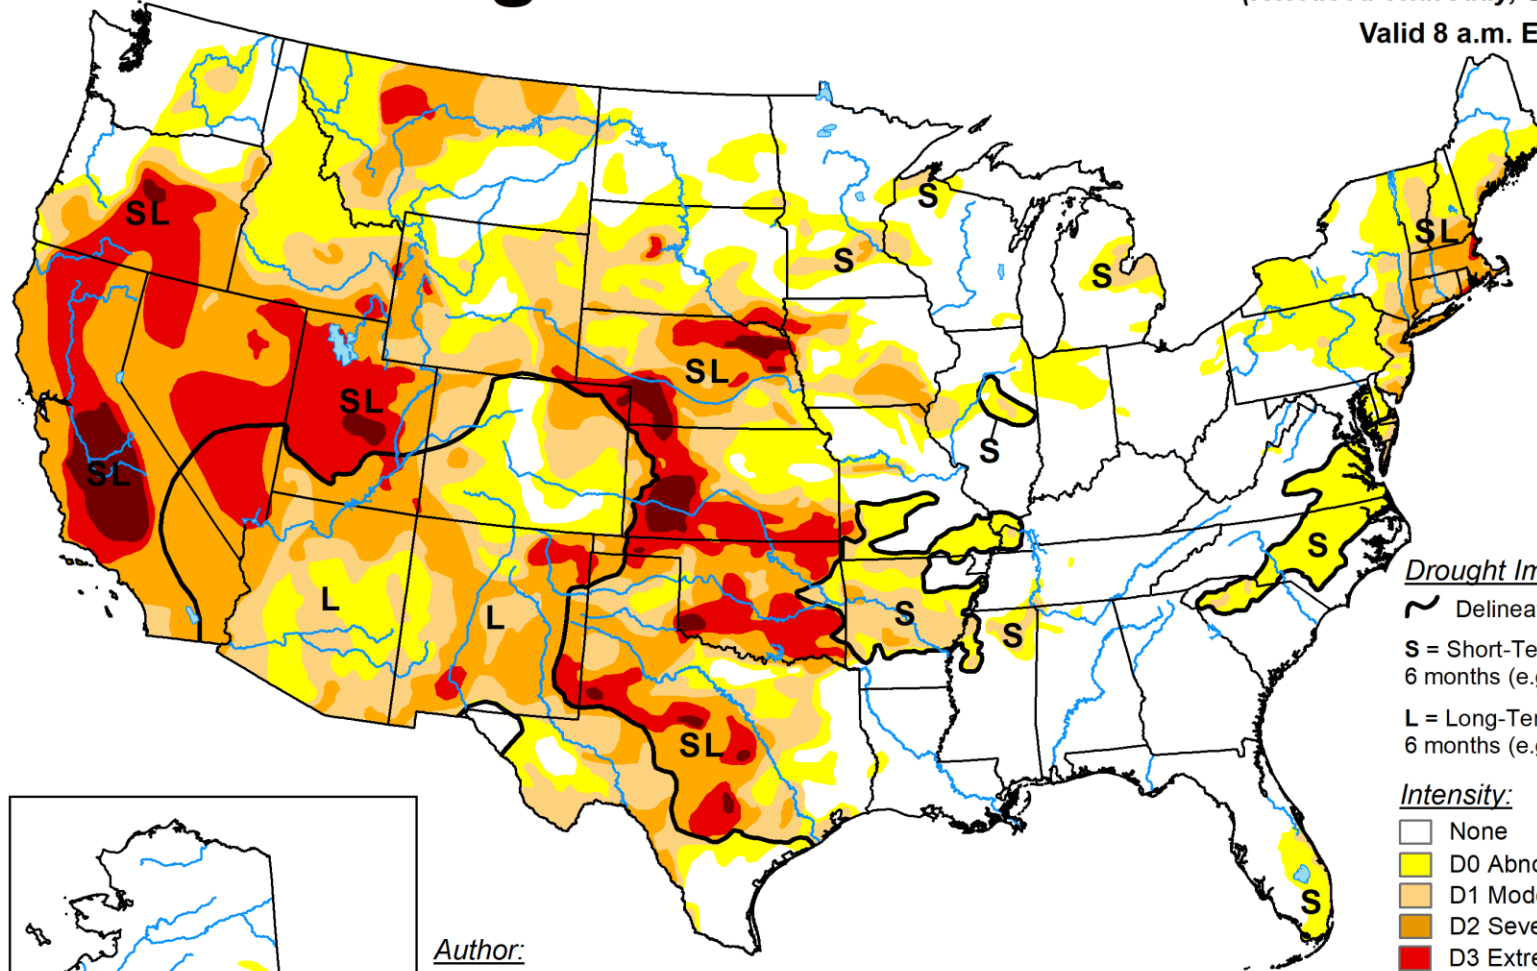 Valid 8 a.m. E
S
SL
SL
S
S
SL
SL
S
SL
S
L
L
S
S
SL
S
Drought Im
Delinea
S = Short-Te
6 months (e.g
L = Long-Ter
6 months (e.g
Intensity:
None
D0 Abno
D1 Mode
D2 Seve
D3 Extre
Author: